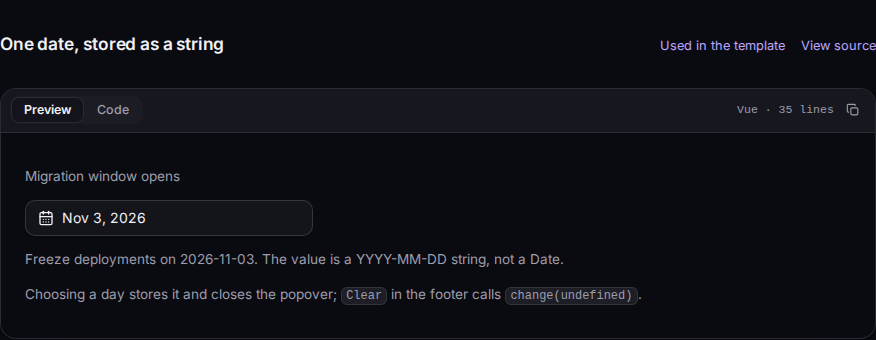 One date, stored as a string
Used in the template View source
Preview Code
Vue · 35 lines
Migration window opens
Nov 3, 2026
Freeze deployments on 2026-11-03. The value is a YYYY-MM-DD string, not a Date.
Choosing a day stores it and closes the popover; Clear in the footer calls change(undefined).